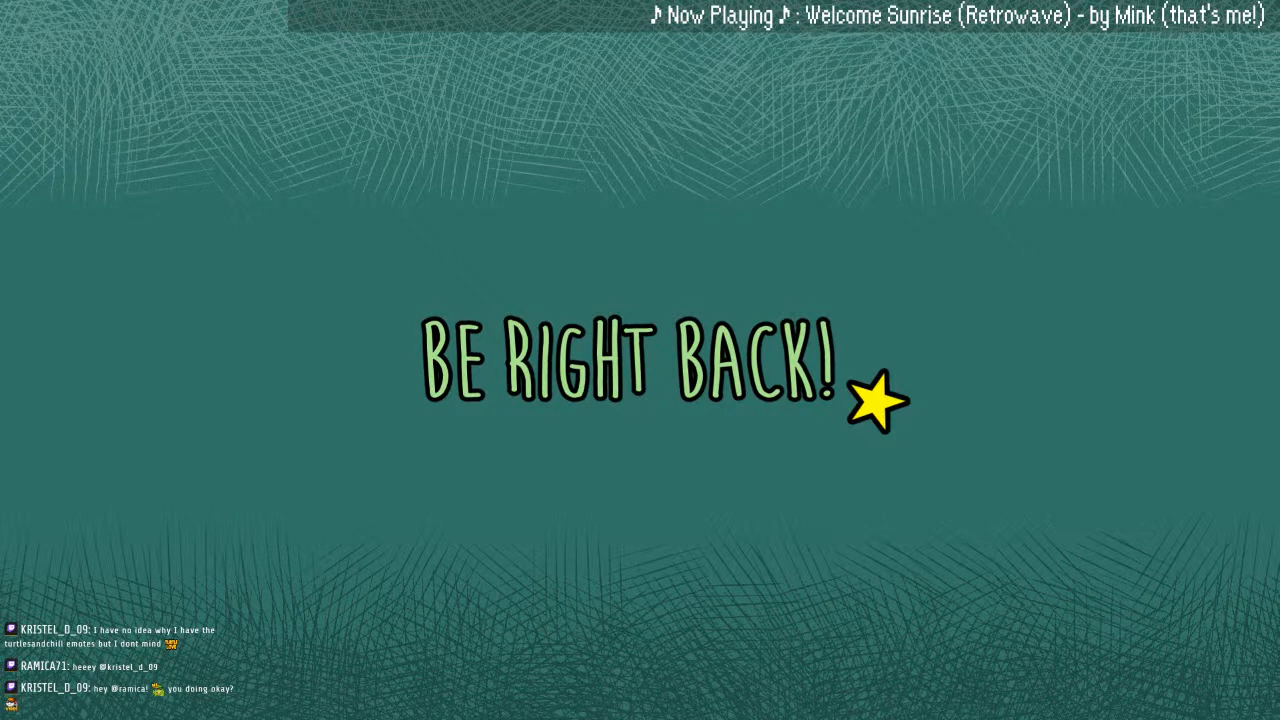 ♪ Now Playing ♪ : Welcome Sunrise (Retrowave) - by Mink (that's me!)
BE RIGHT BACK!
KRISTEL_D_09: I have no idea why I have the
turtlesandchill emotes but I dont mind
RAMICA71: heeey @kristel_d_09
KRISTEL_D_09: hey @ramica! you doing okay?